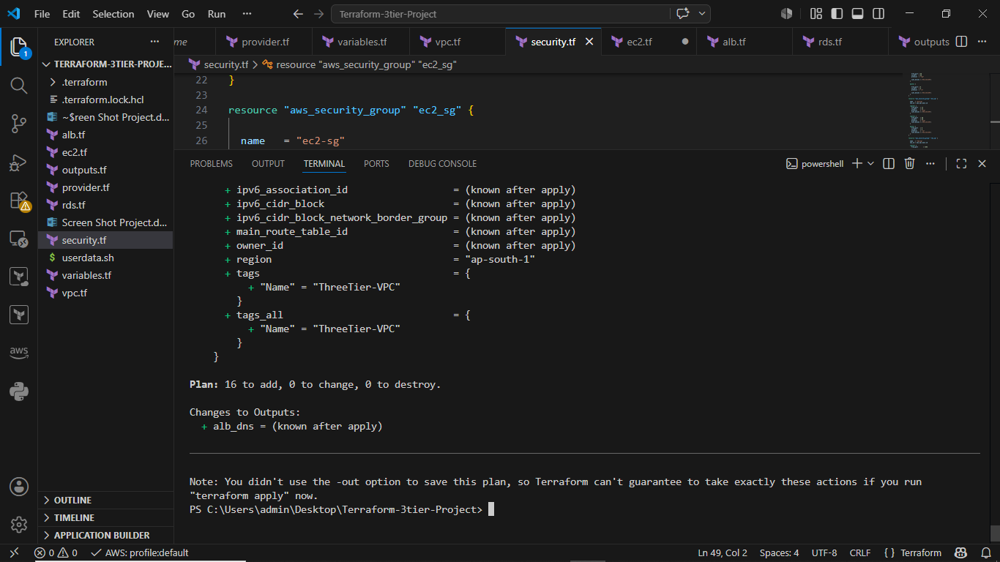 File Edit Selection View Go Run ··· Terraform-3tier-Project
EXPLORER ···
me provider.tf variables.tf vpc.tf security.tf ec2.tf alb.tf rds.tf outputs ···
1
TERRAFORM-3TIER-PROJE...
.terraform
.terraform.lock.hcl
~$reen Shot Project.d...
alb.tf
ec2.tf
outputs.tf
provider.tf
rds.tf
Screen Shot Project.d...
security.tf
$ userdata.sh
variables.tf
vpc.tf
OUTLINE
TIMELINE
APPLICATION BUILDER
aws
security.tf > resource "aws_security_group" "ec2_sg"
22 }
23
24 resource "aws_security_group" "ec2_sg" {
25
26 name = "ec2-sg"
PROBLEMS OUTPUT TERMINAL PORTS DEBUG CONSOLE powershell ···
+ ipv6_association_id = (known after apply)
+ ipv6_cidr_block = (known after apply)
+ ipv6_cidr_block_network_border_group = (known after apply)
+ main_route_table_id = (known after apply)
+ owner_id = (known after apply)
+ region = "ap-south-1"
+ tags = {
+ "Name" = "ThreeTier-VPC"
}
+ tags_all = {
+ "Name" = "ThreeTier-VPC"
}
}
Plan: 16 to add, 0 to change, 0 to destroy.
Changes to Outputs:
+ alb_dns = (known after apply)
Note: You didn't use the -out option to save this plan, so Terraform can't guarantee to take exactly these actions if you run
"terraform apply" now.
PS C:\Users\admin\Desktop\Terraform-3tier-Project>
0 0 AWS: profile:default Ln 49, Col 2 Spaces: 4 UTF-8 CRLF { } Terraform